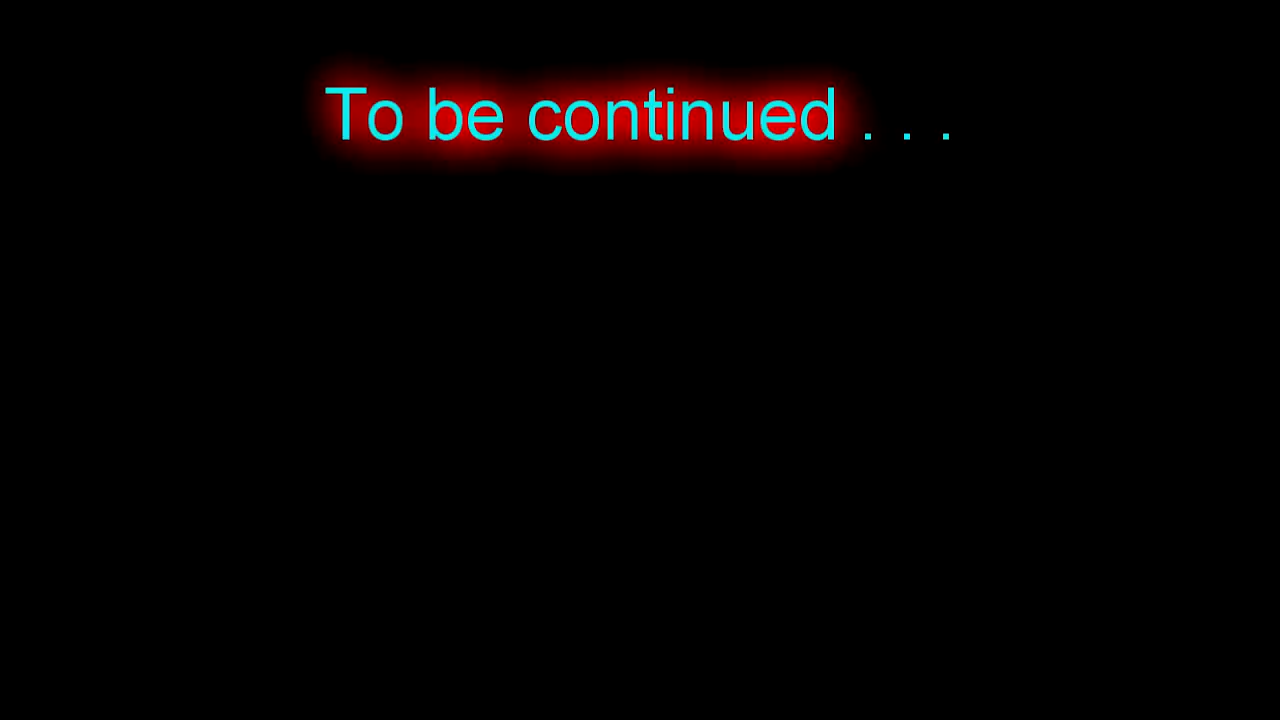 To be continued . . .